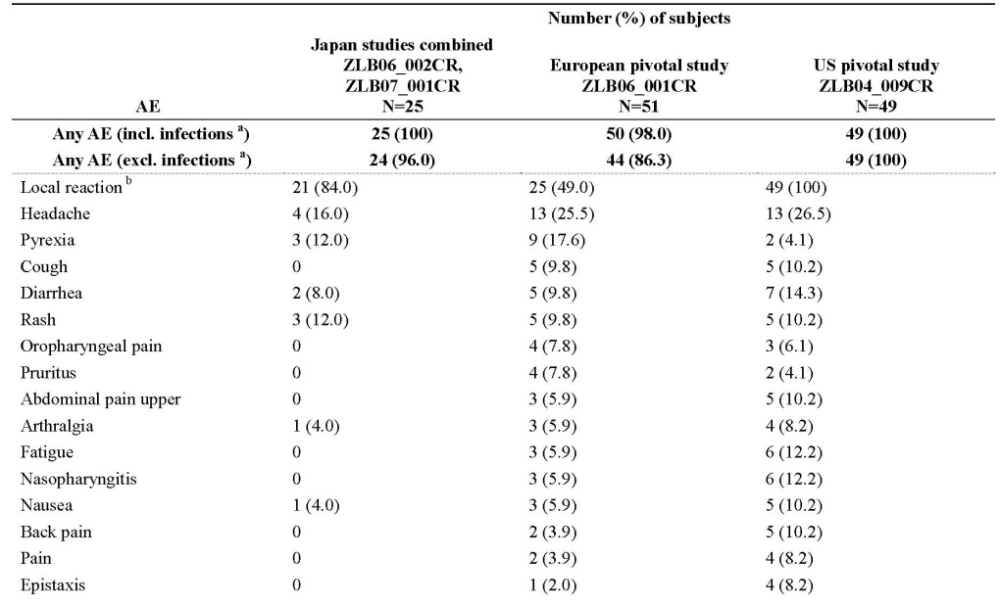 Number (%) of subjects
AE
Japan studies combined
ZLB06_002CR,
ZLB07_001CR
N=25
European pivotal study
ZLB06_001CR
N=51
US pivotal study
ZLB04_009CR
N=49
Any AE (incl. infections a) 25 (100) 50 (98.0) 49 (100)
Any AE (excl. infections a) 24 (96.0) 44 (86.3) 49 (100)
Local reaction b 21 (84.0) 25 (49.0) 49 (100)
Headache 4 (16.0) 13 (25.5) 13 (26.5)
Pyrexia 3 (12.0) 9 (17.6) 2 (4.1)
Cough 0 5 (9.8) 5 (10.2)
Diarrhea 2 (8.0) 5 (9.8) 7 (14.3)
Rash 3 (12.0) 5 (9.8) 5 (10.2)
Oropharyngeal pain 0 4 (7.8) 3 (6.1)
Pruritus 0 4 (7.8) 2 (4.1)
Abdominal pain upper 0 3 (5.9) 5 (10.2)
Arthralgia 1 (4.0) 3 (5.9) 4 (8.2)
Fatigue 0 3 (5.9) 6 (12.2)
Nasopharyngitis 0 3 (5.9) 6 (12.2)
Nausea 1 (4.0) 3 (5.9) 5 (10.2)
Back pain 0 2 (3.9) 5 (10.2)
Pain 0 2 (3.9) 4 (8.2)
Epistaxis 0 1 (2.0) 4 (8.2)